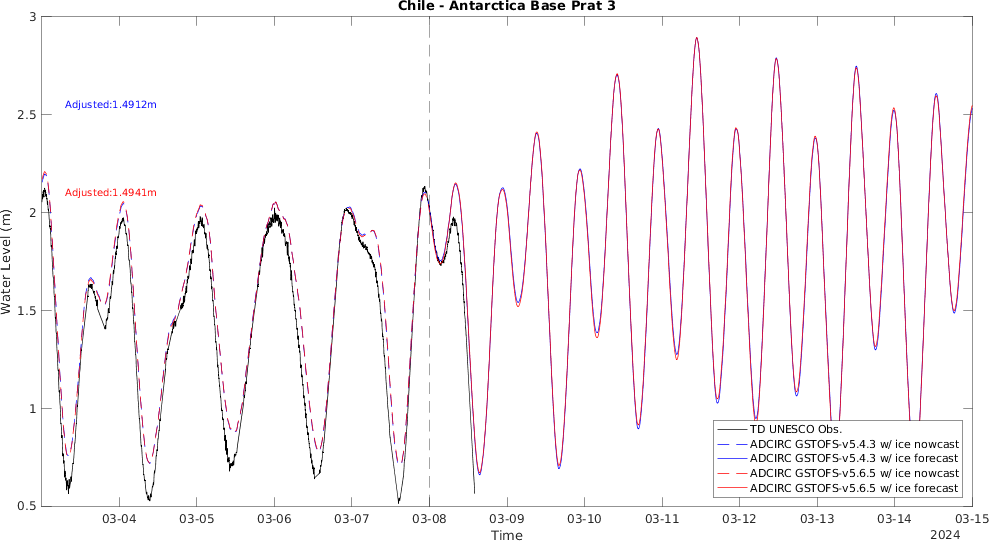 Chile - Antarctica Base Prat 3
3
2.5
2
1.5
1
0.5
Water Level (m)
Adjusted:1.4912m
Adjusted:1.4941m
TD UNESCO Obs.
ADCIRC GSTOFS-v5.4.3 w/ ice nowcast
ADCIRC GSTOFS-v5.4.3 w/ ice forecast
ADCIRC GSTOFS-v5.6.5 w/ ice nowcast
ADCIRC GSTOFS-v5.6.5 w/ ice forecast
03-04 03-05 03-06 03-07 03-08 03-09 03-10 03-11 03-12 03-13 03-14 03-15
Time
2024